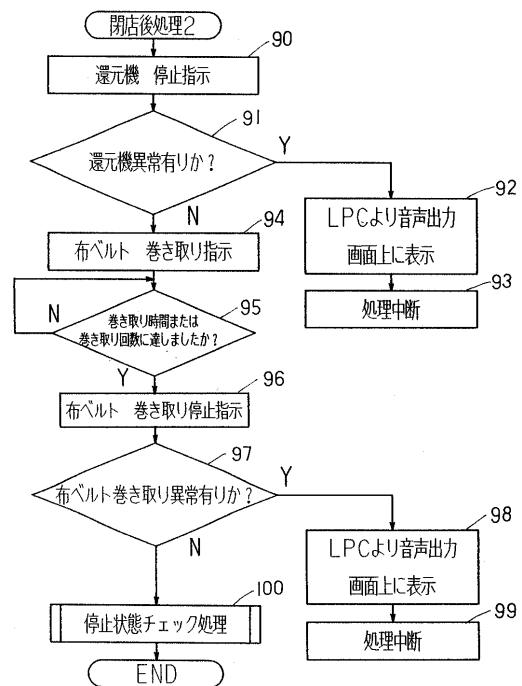 閉店後処理2
90
還元機 停止指示
91
還元機異常有りか?
Y
N
92
LPCより音声出力
画面上に表示
93
処理中断
94
布ベルト 巻き取り指示
95
巻き取り時間または
巻き取り回数に達しましたか?
N
Y
96
布ベルト 巻き取り停止指示
97
布ベルト巻き取り異常有りか?
Y
N
98
LPCより音声出力
画面上に表示
99
処理中断
100
停止状態チェック処理
END